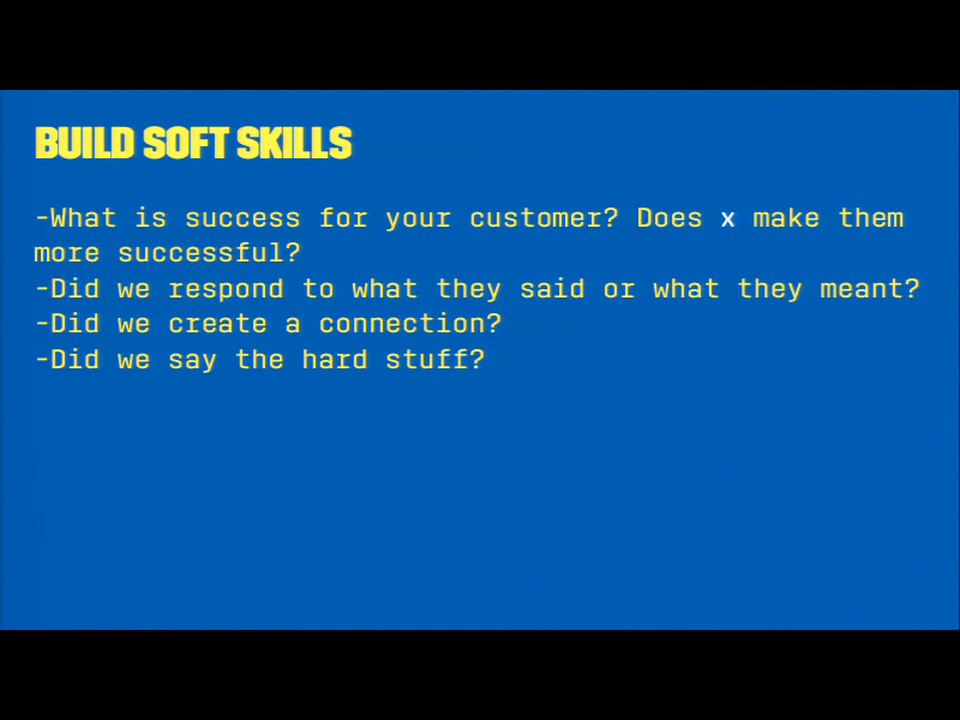 BUILD SOFT SKILLS
-What is success for your customer? Does x make them
more successful?
-Did we respond to what they said or what they meant?
-Did we create a connection?
-Did we say the hard stuff?